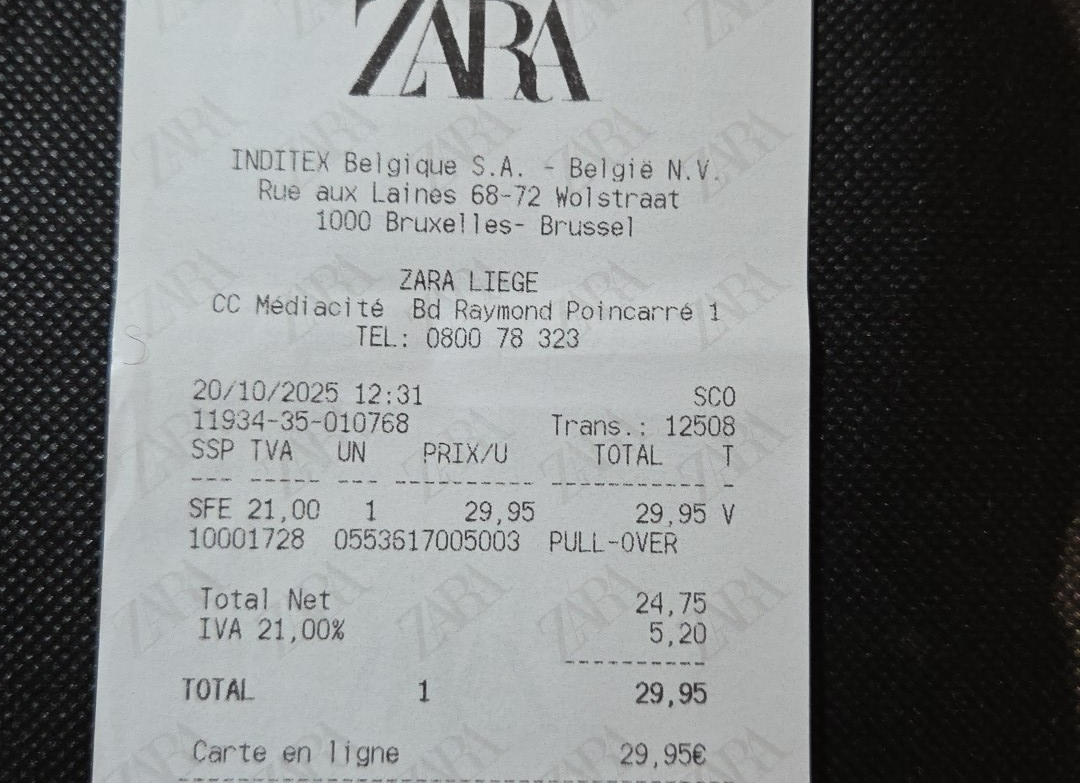 ZARA
INDITEX Belgique S.A. - België N.V.
Rue aux Laines 68-72 Wolstraat
1000 Bruxelles- Brussel
ZARA LIEGE
CC Médiacité Bd Raymond Poincarré 1
TEL: 0800 78 323
20/10/2025 12:31 SCO
11934-35-010768 Trans.: 12508
SSP TVA UN PRIX/U TOTAL T
SFE 21,00 1 29,95 29,95 V
10001728 0553617005003 PULL-OVER
Total Net 24,75
IVA 21,00% 5,20
TOTAL 1 29,95
Carte en ligne 29,95€